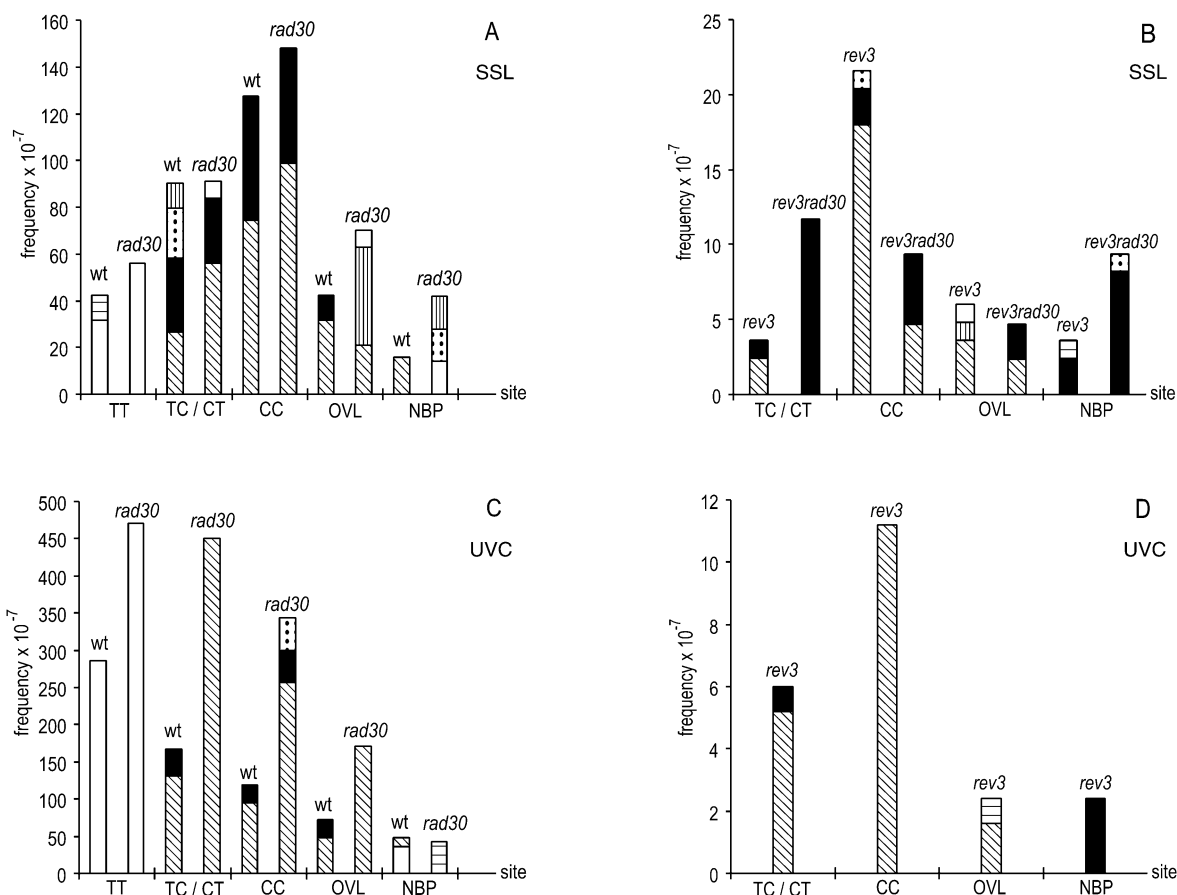 A
SSL
frequency x 10-7
160
140
120
100
80
60
40
20
0
wt
rad30
wt
rad30
wt
rad30
wt
rad30
wt
rad30
TT
TC / CT
CC
OVL
NBP
site
B
SSL
frequency x 10-7
25
20
15
10
5
0
rev3
rev3rad30
rev3
rev3rad30
rev3
rev3rad30
rev3
rev3rad30
TC / CT
CC
OVL
NBP
site
C
UVC
frequency x 10-7
500
450
400
350
300
250
200
150
100
50
0
wt
rad30
wt
rad30
wt
rad30
wt
rad30
wt
rad30
TT
TC / CT
CC
OVL
NBP
site
D
UVC
frequency x 10-7
12
10
8
6
4
2
0
rev3
rev3
rev3
rev3
TC / CT
CC
OVL
NBP
site